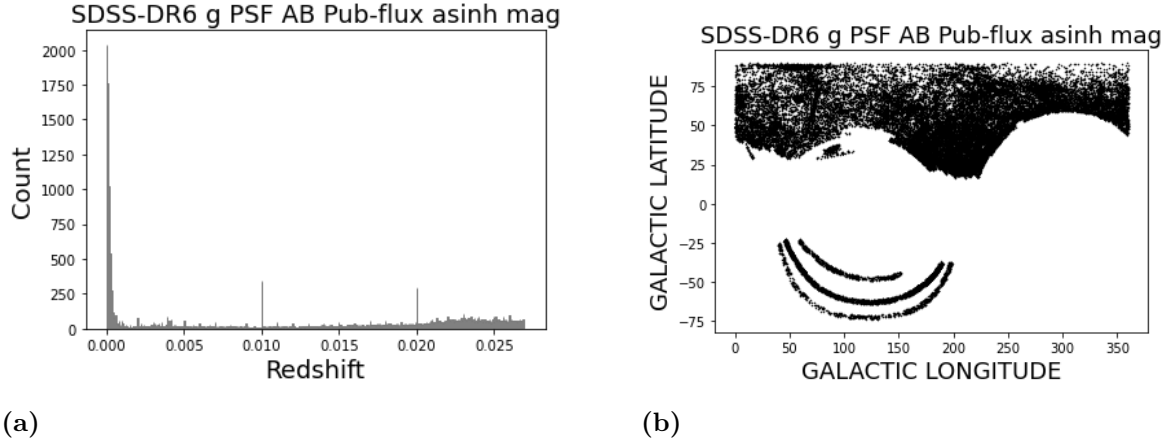 SDSS-DR6 g PSF AB Pub-flux asinh mag
2000
1750
1500
1250
1000
750
500
250
0
Count
0.000 0.005 0.010 0.015 0.020 0.025
Redshift
(a)
SDSS-DR6 g PSF AB Pub-flux asinh mag
75
50
25
0
−25
−50
−75
GALACTIC LATITUDE
0 50 100 150 200 250 300 350
GALACTIC LONGITUDE
(b)